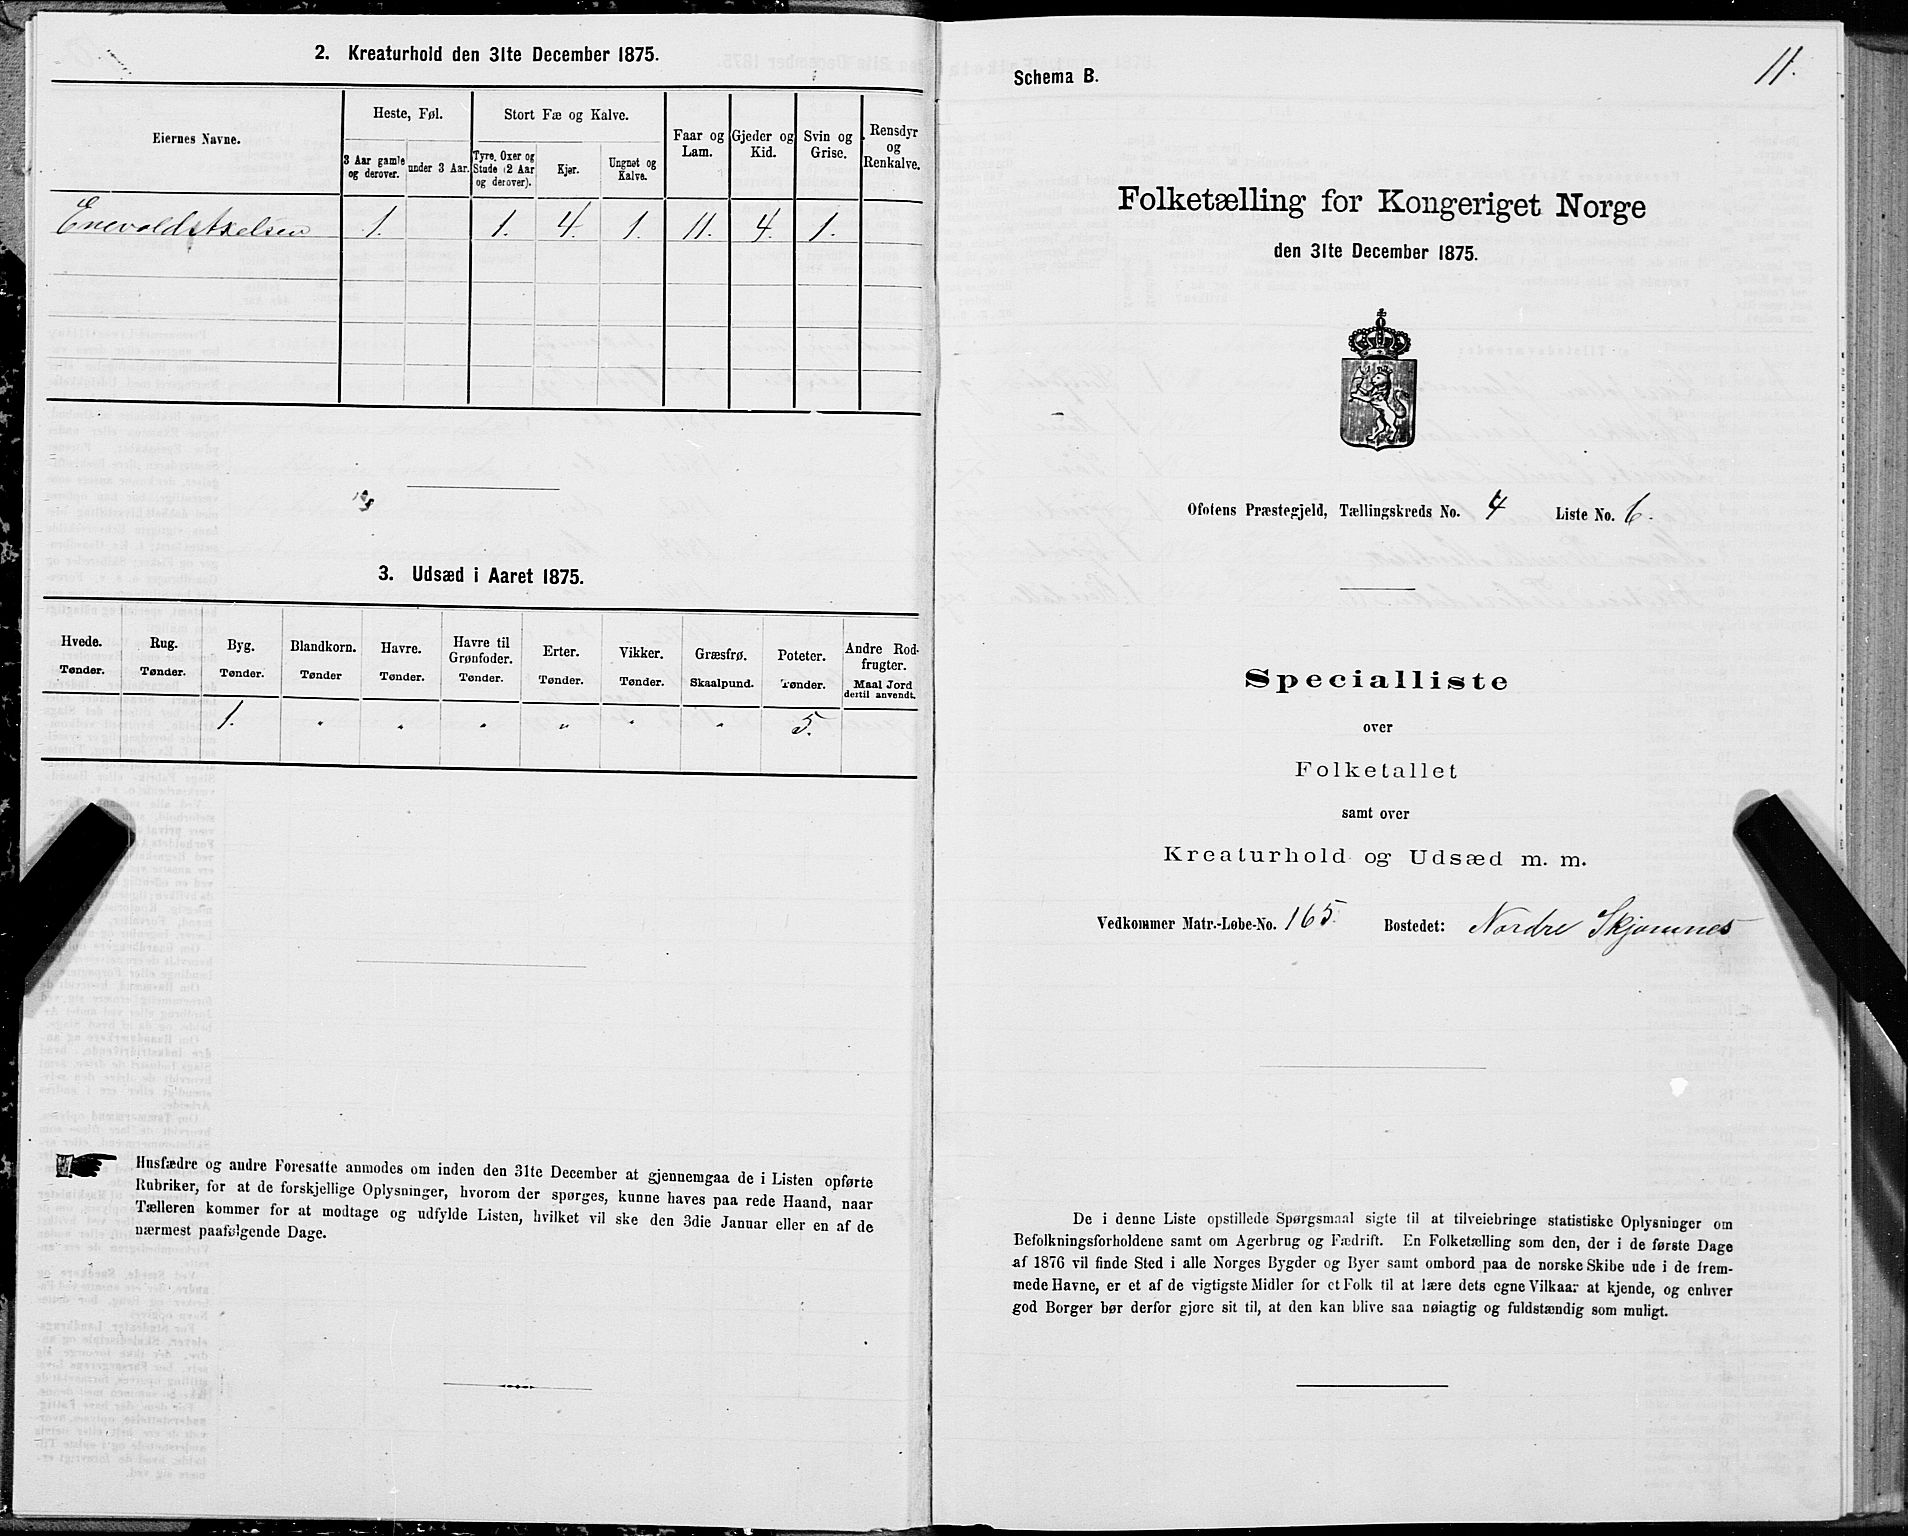 2. Kreaturhold den 31te December 1875.
Eiernes Navne.
Heste, Føl.
Stort Fæ og Kalve.
Faar og
Lam.
Gjeder og
Kid.
Svin og
Grise.
Rensdyr
og
Renkalve.
3 Aar gamle
og derover.
under 3 Aar.
Tyre, Oxer og
Stude (2 Aar
og derover).
Kjør.
Ungnøt og
Kalve.
Enevold Axelsen 1. 1. 4. 1. 11. 4. 1.
3. Udsæd i Aaret 1875.
Hvede.
Tønder.
Rug.
Tønder.
Byg.
Tønder.
Blandkorn.
Tønder
Havre.
Tønder.
Havre til
Grønfoder.
Tønder.
Erter.
Tønder.
Vikker.
Tønder.
Græsfrø.
Skaalpund.
Poteter.
Tønder.
Andre Rod-
frugter.
Maal Jord
dertil anvendt.
1. " " " " " " 5.
Husfædre og andre Foresatte anmodes om inden den 31te December at gjennemgaa de i Listen opførte
Rubriker, for at de forskjellige Oplysninger, hvorom der spørges, kunne haves paa rede Haand, naar
Tælleren kommer for at modtage og udfylde Listen, hvilket vil ske den 3die Januar eller en af de
nærmest paafølgende Dage.
Schema B.
11.
Folketælling for Kongeriget Norge
den 31te December 1875.
Ofotens Præstegjeld, Tællingskreds No. 4 Liste No. 6.
Specialliste
over
Folketallet
samt over
Kreaturhold og Udsæd m. m.
Vedkommer Matr.-Løbe-No. 165. Bostedet: Nordre Skjomnes
De i denne Liste opstillede Spørgsmaal sigte til at tilveiebringe statistiske Oplysninger om
Befolkningsforholdene samt om Agerbrug og Fædrift. En Folketælling som den, der i de første Dage
af 1876 vil finde Sted i alle Norges Bygder og Byer samt ombord paa de norske Skibe ude i de frem-
mede Havne, er et af de vigtigste Midler for et Folk til at lære dets egne Vilkaar at kjende, og enhver
god Borger bør derfor gjøre sit til, at den kan blive saa nøiagtig og fuldstændig som muligt.